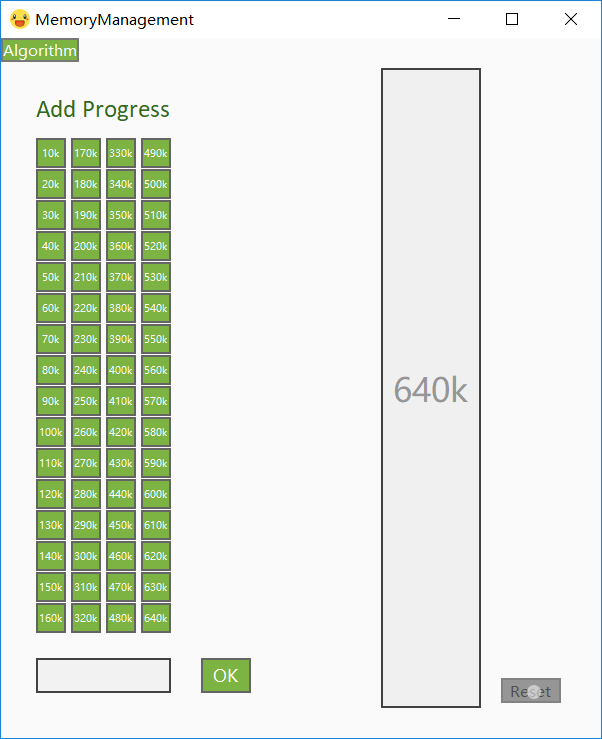 MemoryManagement
Algorithm
Add Progress
10k 170k 330k 490k
20k 180k 340k 500k
30k 190k 350k 510k
40k 200k 360k 520k
50k 210k 370k 530k
60k 220k 380k 540k
70k 230k 390k 550k
80k 240k 400k 560k
90k 250k 410k 570k
100k 260k 420k 580k
110k 270k 430k 590k
120k 280k 440k 600k
130k 290k 450k 610k
140k 300k 460k 620k
150k 310k 470k 630k
160k 320k 480k 640k
OK
640k
Reset